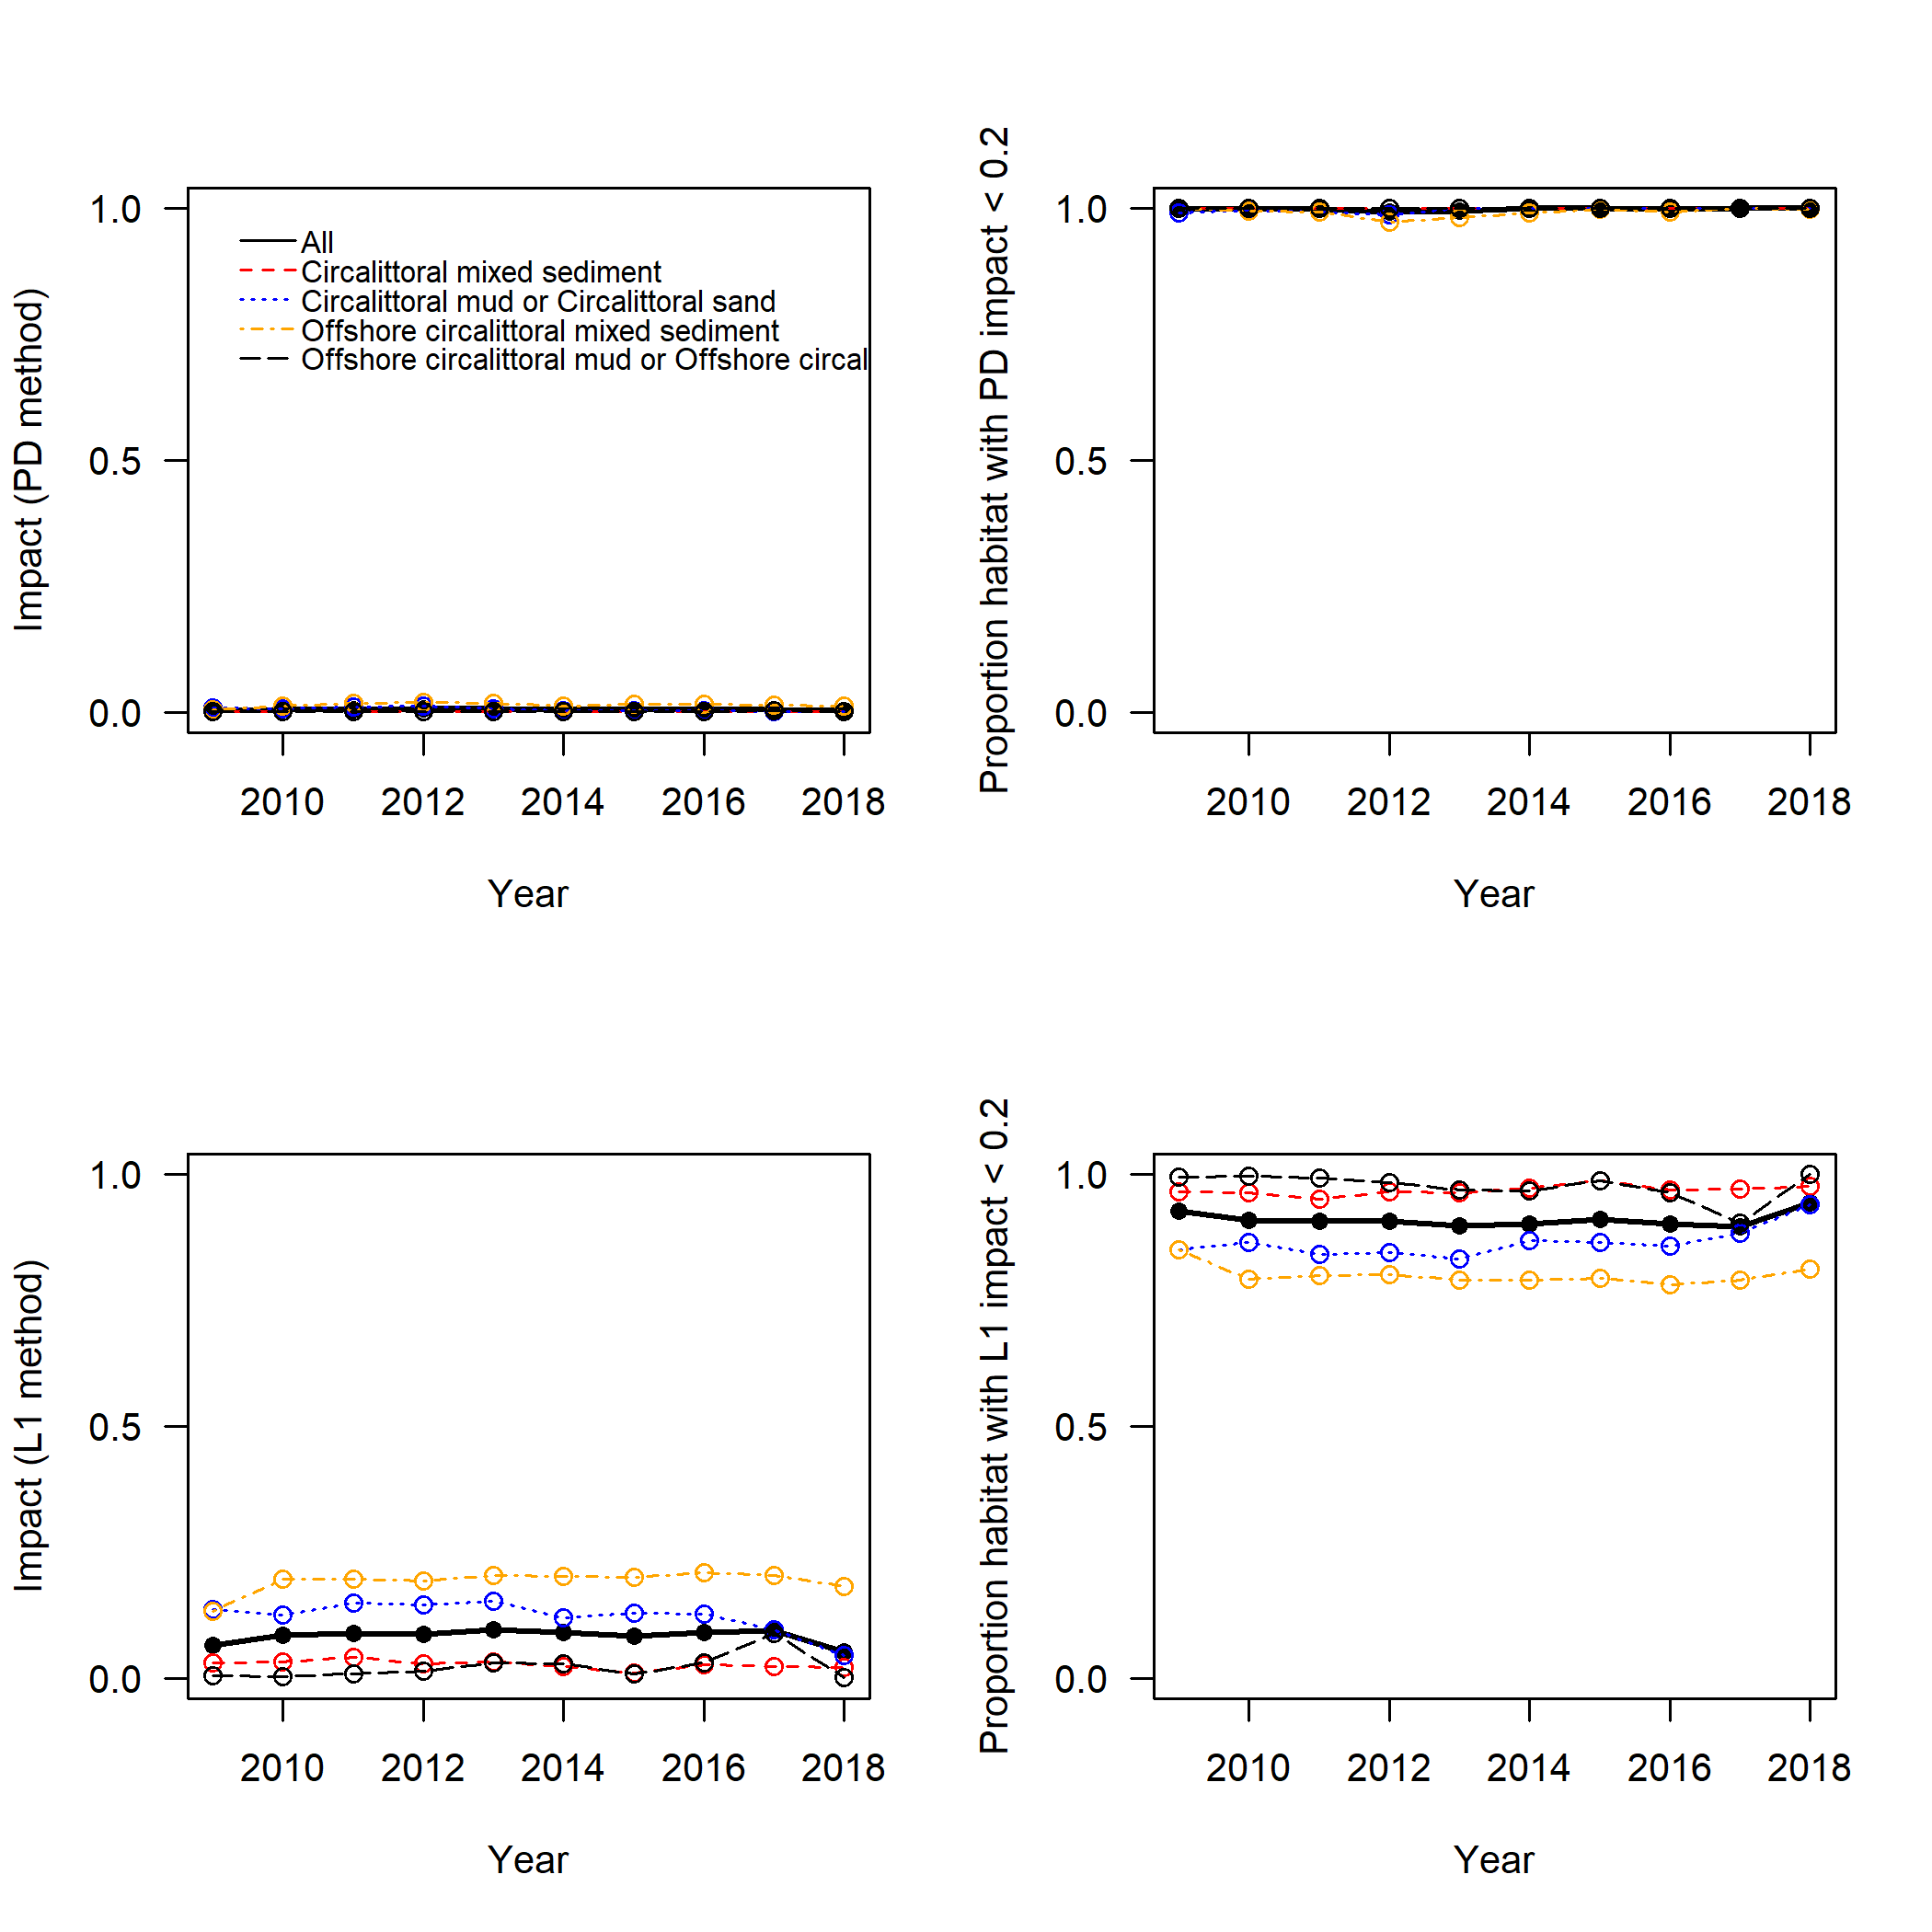 Impact (PD method)
1.0
0.5
0.0
All
Circalittoral mixed sediment
Circalittoral mud or Circalittoral sand
Offshore circalittoral mixed sediment
Offshore circalittoral mud or Offshore circal
2010 2012 2014 2016 2018
Year
Proportion habitat with PD impact < 0.2
1.0
0.5
0.0
2010 2012 2014 2016 2018
Year
Impact (L1 method)
1.0
0.5
0.0
2010 2012 2014 2016 2018
Year
Proportion habitat with L1 impact < 0.2
1.0
0.5
0.0
2010 2012 2014 2016 2018
Year